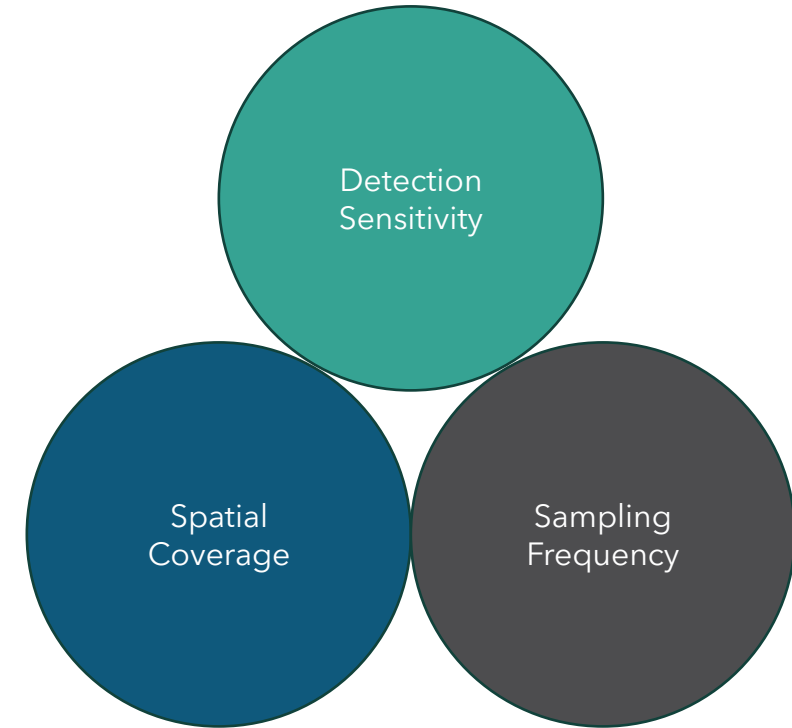 Detection
Sensitivity
Spatial
Coverage
Sampling
Frequency